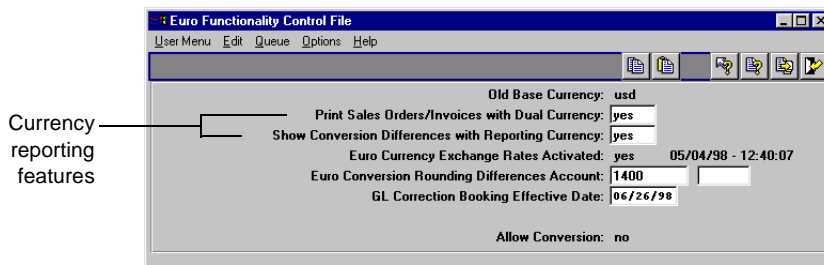 Euro Functionality Control File
User Menu Edit Queue Options Help
Old Base Currency: usd
Print Sales Orders/Invoices with Dual Currency: yes
Show Conversion Differences with Reporting Currency: yes
Euro Currency Exchange Rates Activated: yes 05/04/98 - 12:40:07
Euro Conversion Rounding Differences Account: 1400
GL Correction Booking Effective Date: 06/26/98
Allow Conversion: no
Currency
reporting
features